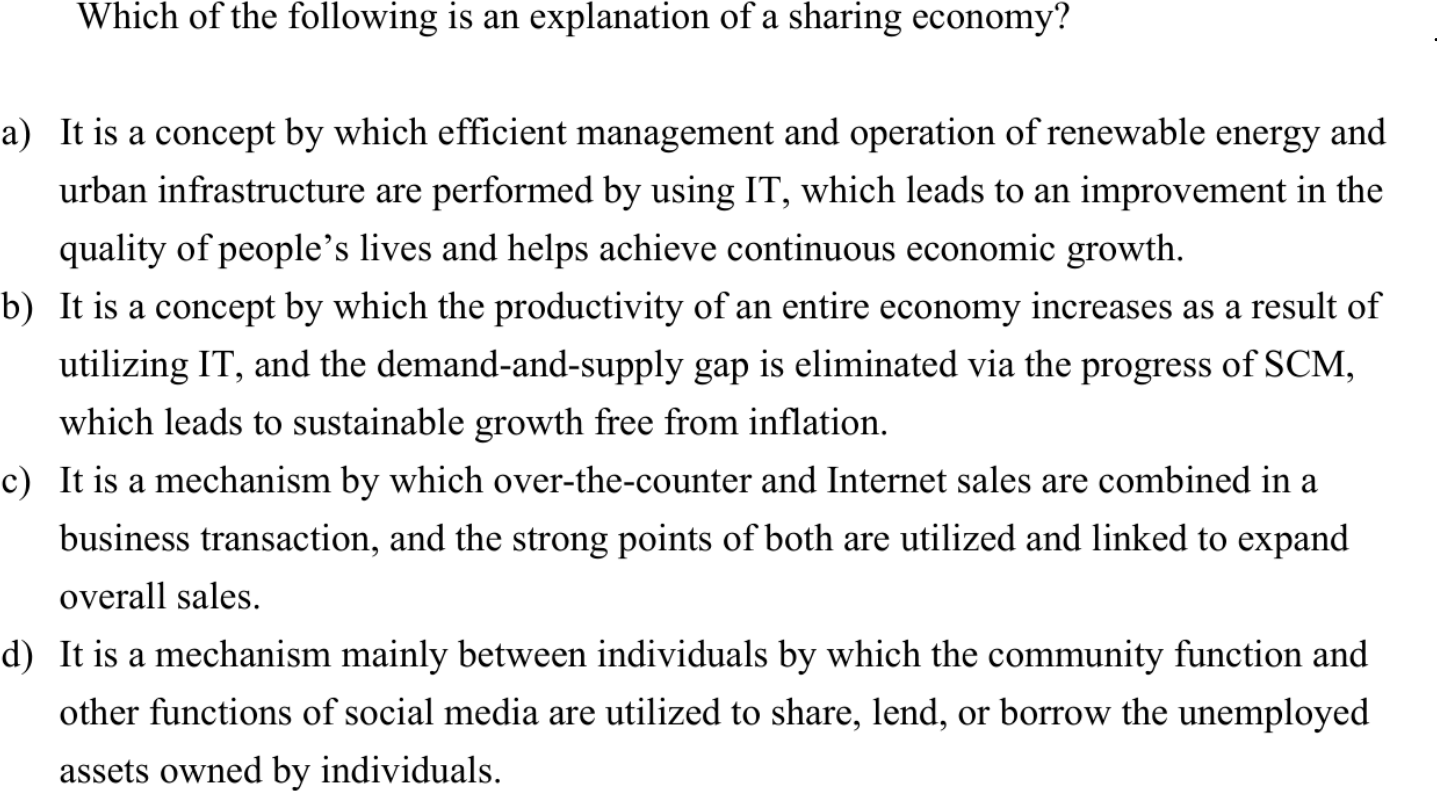 Which of the following is an explanation of a sharing economy?
a) It is a concept by which efficient management and operation of renewable energy and
urban infrastructure are performed by using IT, which leads to an improvement in the
quality of people’s lives and helps achieve continuous economic growth.
b) It is a concept by which the productivity of an entire economy increases as a result of
utilizing IT, and the demand-and-supply gap is eliminated via the progress of SCM,
which leads to sustainable growth free from inflation.
c) It is a mechanism by which over-the-counter and Internet sales are combined in a
business transaction, and the strong points of both are utilized and linked to expand
overall sales.
d) It is a mechanism mainly between individuals by which the community function and
other functions of social media are utilized to share, lend, or borrow the unemployed
assets owned by individuals.